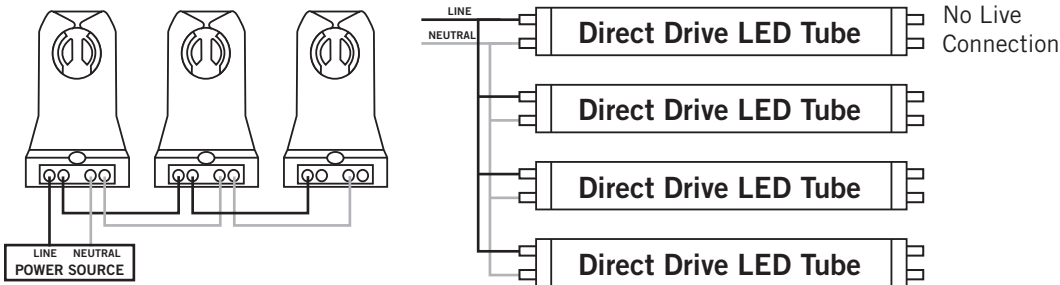 LINE NEUTRAL
POWER SOURCE
LINE
NEUTRAL
Direct Drive LED Tube
No Live
Connection
Direct Drive LED Tube
Direct Drive LED Tube
Direct Drive LED Tube